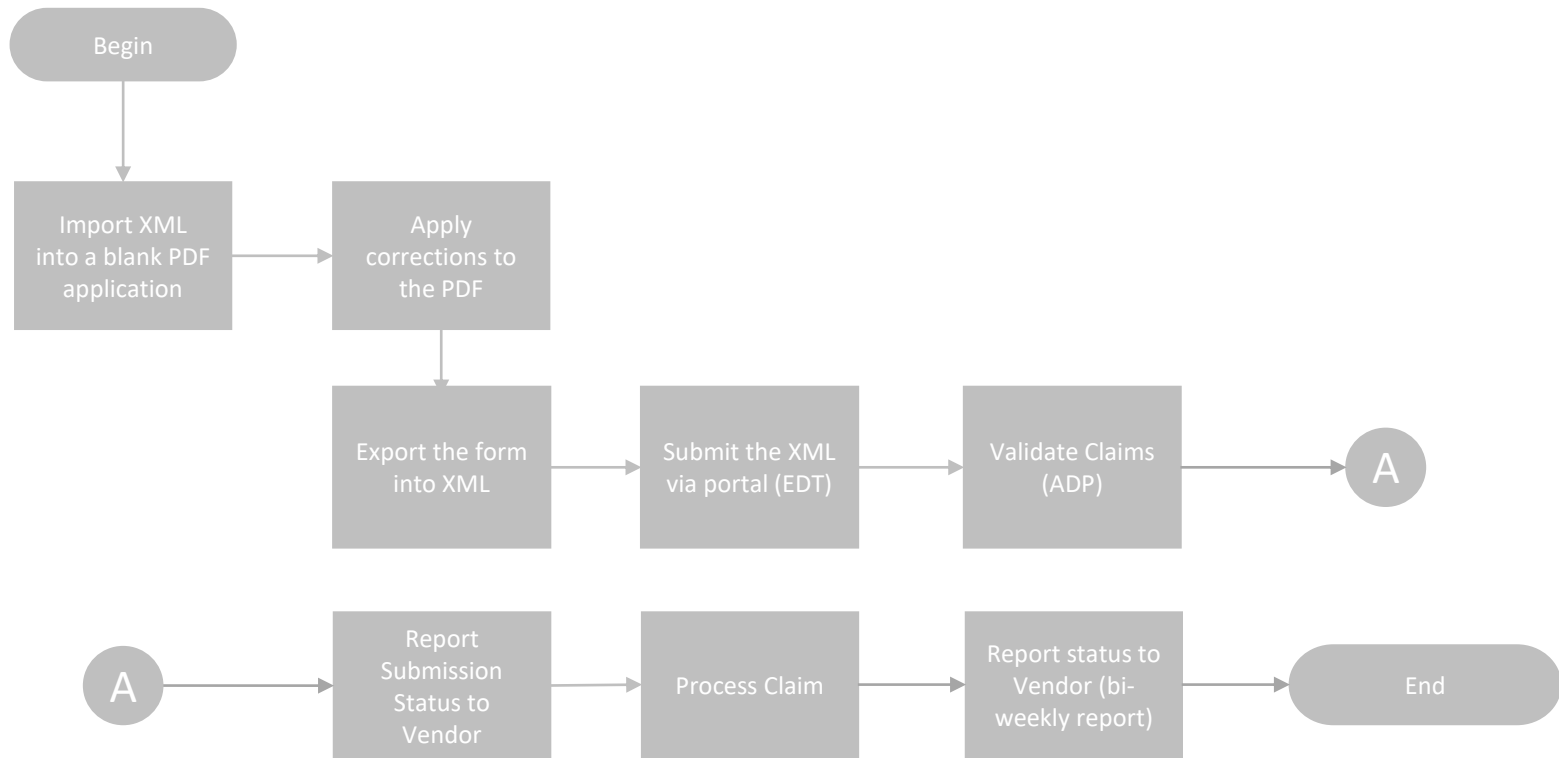 Begin
Import XML
into a blank PDF
application
Apply
corrections to
the PDF
Export the form
into XML
Submit the XML
via portal (EDT)
Validate Claims
(ADP)
A
A
Report
Submission
Status to
Vendor
Process Claim
Report status to
Vendor (bi-
weekly report)
End